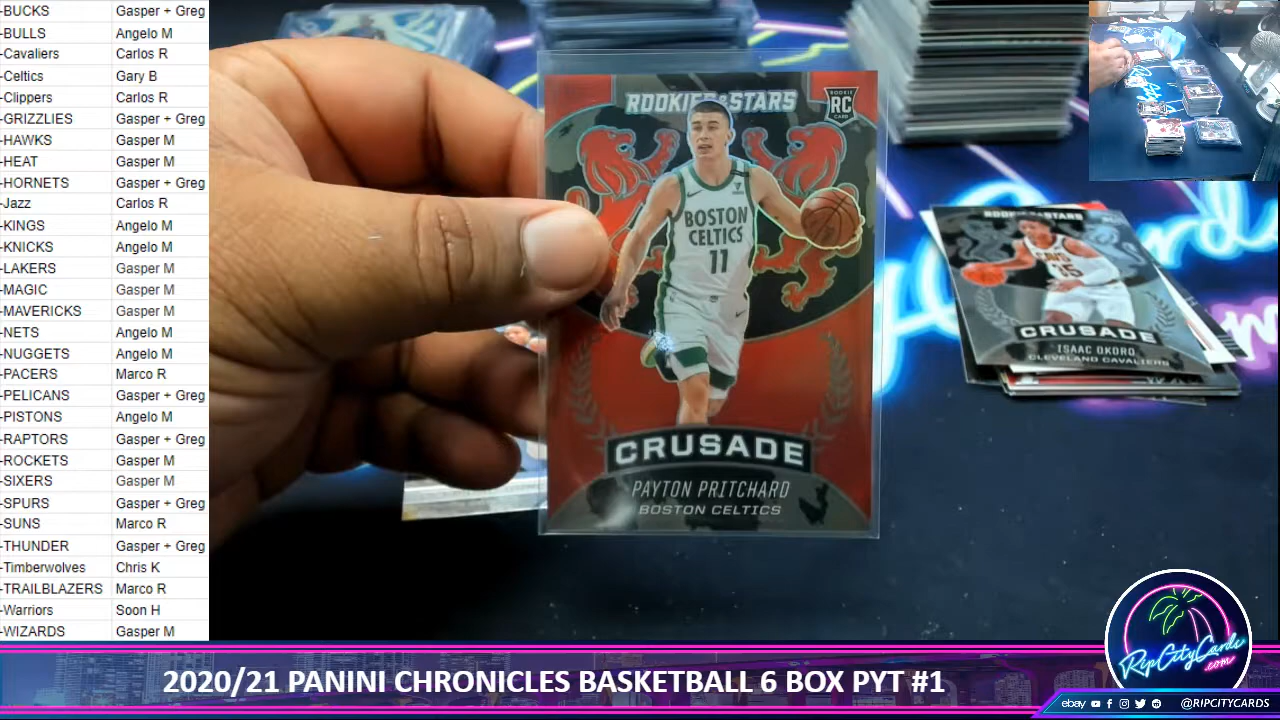 -BUCKS Gasper + Greg
-BULLS Angelo M
-Cavaliers Carlos R
-Celtics Gary B
-Clippers Carlos R
-GRIZZLIES Gasper + Greg
-HAWKS Gasper M
-HEAT Gasper M
-HORNETS Gasper + Greg
-Jazz Carlos R
-KINGS Angelo M
-KNICKS Angelo M
-LAKERS Gasper M
-MAGIC Gasper M
-MAVERICKS Gasper M
-NETS Angelo M
-NUGGETS Angelo M
-PACERS Marco R
-PELICANS Gasper + Greg
-PISTONS Angelo M
-RAPTORS Gasper + Greg
-ROCKETS Gasper M
-SIXERS Gasper M
-SPURS Gasper + Greg
-SUNS Marco R
-THUNDER Gasper + Greg
-Timberwolves Chris K
-TRAILBLAZERS Marco R
-Warriors Soon H
-WIZARDS Gasper M
ROOKIES & STARS
ROOKIE
RC
CARD
BOSTON
CELTICS
11
CRUSADE
PAYTON PRITCHARD
BOSTON CELTICS
ROOKIES & STARS
CAVS
15
CRUSADE
ISAAC OKORO
CLEVELAND CAVALIERS
RipCityCards
.com
2020/21 PANINI CHRONICLES BASKETBALL 6 BOX PYT #1
ebay @RIPCITYCARDS